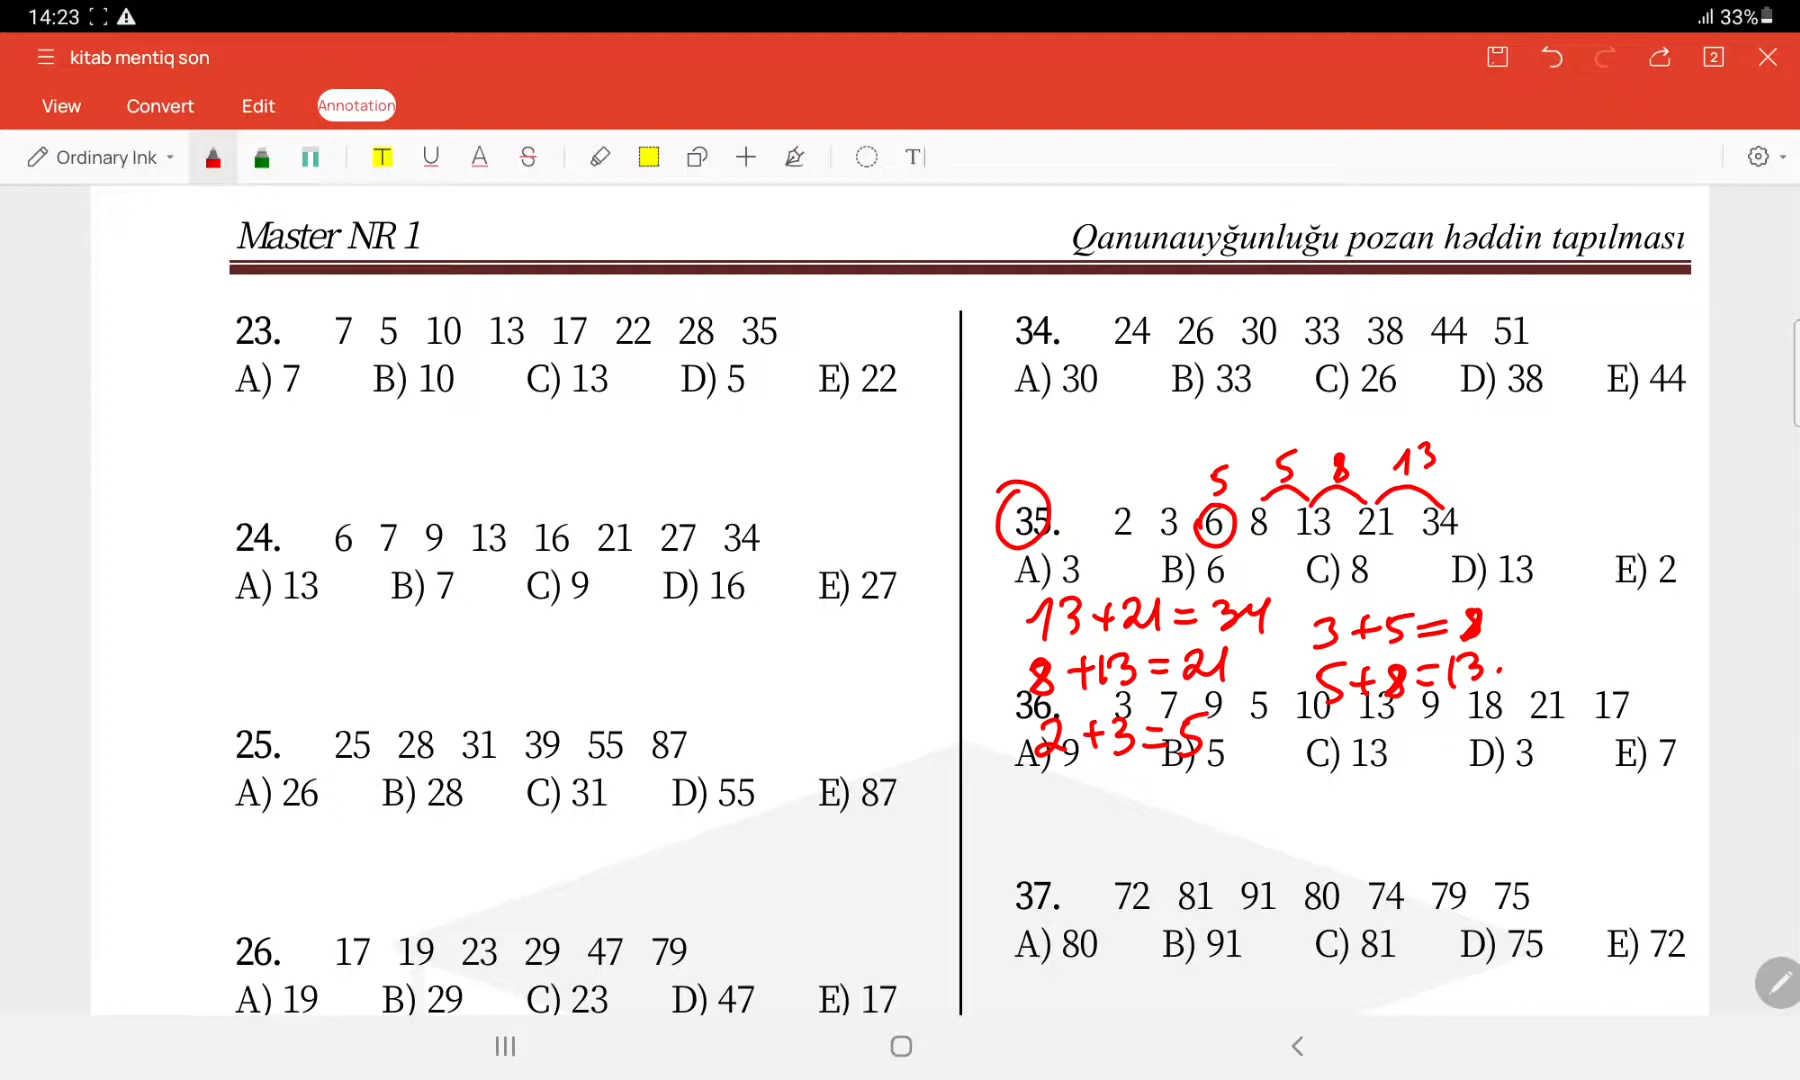 14:23 33%
kitab mentiq son 2
View Convert Edit Annotation
Ordinary Ink T U A S T
Master NR 1 Qanunauyğunluğu pozan həddin tapılması
23. 7 5 10 13 17 22 28 35
A) 7 B) 10 C) 13 D) 5 E) 22
24. 6 7 9 13 16 21 27 34
A) 13 B) 7 C) 9 D) 16 E) 27
25. 25 28 31 39 55 87
A) 26 B) 28 C) 31 D) 55 E) 87
26. 17 19 23 29 47 79
A) 19 B) 29 C) 23 D) 47 E) 17
34. 24 26 30 33 38 44 51
A) 30 B) 33 C) 26 D) 38 E) 44
5 5 8 13
35. 2 3 6 8 13 21 34
A) 3 B) 6 C) 8 D) 13 E) 2
13+21=34 3+5=8
8+13=21 5+8=13.
36. 3 7 9 5 10 13 9 18 21 17
2+3=5
A) 9 B) 5 C) 13 D) 3 E) 7
37. 72 81 91 80 74 79 75
A) 80 B) 91 C) 81 D) 75 E) 72